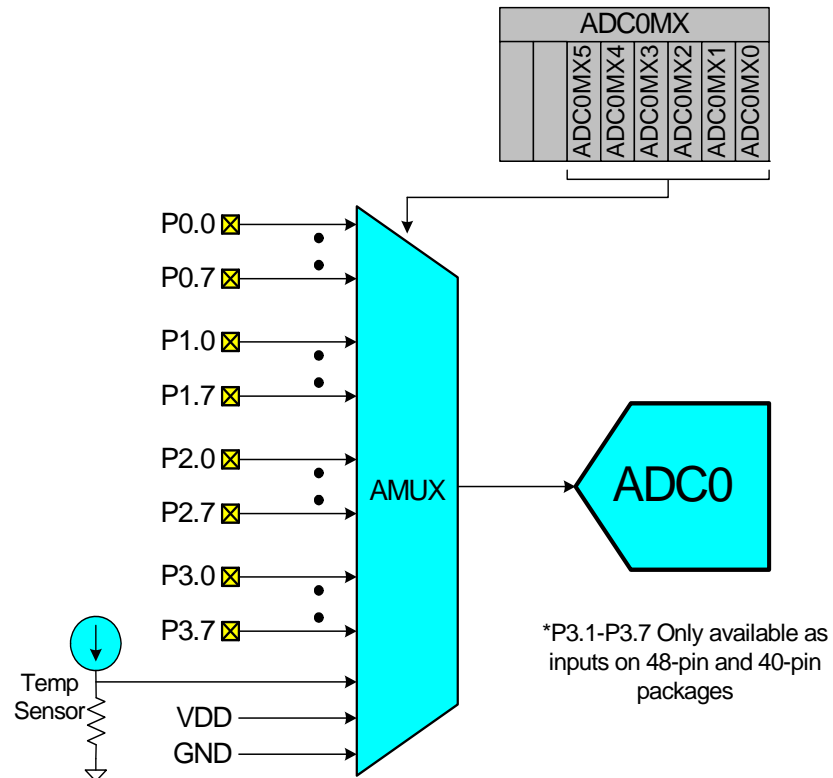 ADC0MX
ADC0MX5
ADC0MX4
ADC0MX3
ADC0MX2
ADC0MX1
ADC0MX0
P0.0
P0.7
P1.0
P1.7
P2.0
P2.7
P3.0
P3.7
AMUX
ADC0
*P3.1-P3.7 Only available as
inputs on 48-pin and 40-pin
packages
Temp
Sensor
VDD
GND